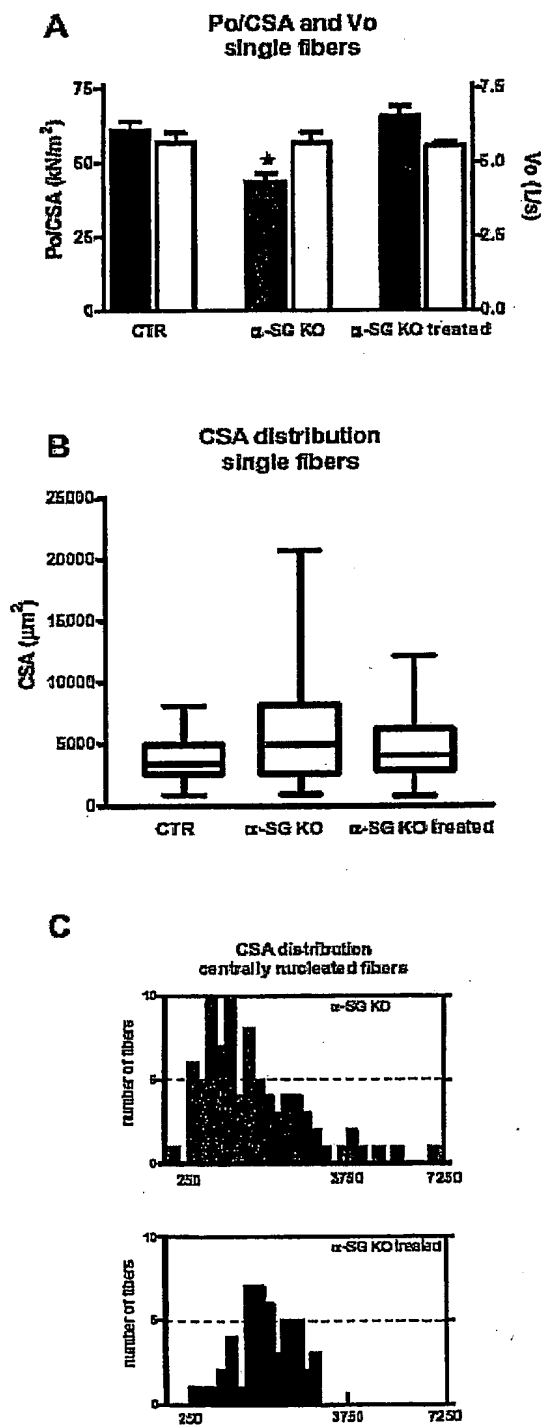 A
Po/CSA and Vo
single fibers
Po/CSA (kN/m²)
75
50
25
0
7.5
5.0
2.5
0.0
Vo (L/s)
*
CTR
α-SG KO
α-SG KO treated
B
CSA distribution
single fibers
CSA (µm²)
25000
20000
15000
10000
5000
0
CTR
α-SG KO
α-SG KO treated
C
CSA distribution
centrally nucleated fibers
number of fibers
10
5
0
α-SG KO
250
3750
7250
number of fibers
10
5
0
α-SG KO treated
250
3750
7250